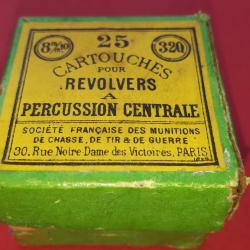 25
8m/m 320
CARTOUCHES
POUR
REVOLVERS
A
PERCUSSION CENTRALE
SOCIÉTÉ FRANÇAISE DES MUNITIONS
DE CHASSE, DE TIR & DE GUERRE
30, Rue Notre-Dame des Victoires, PARIS